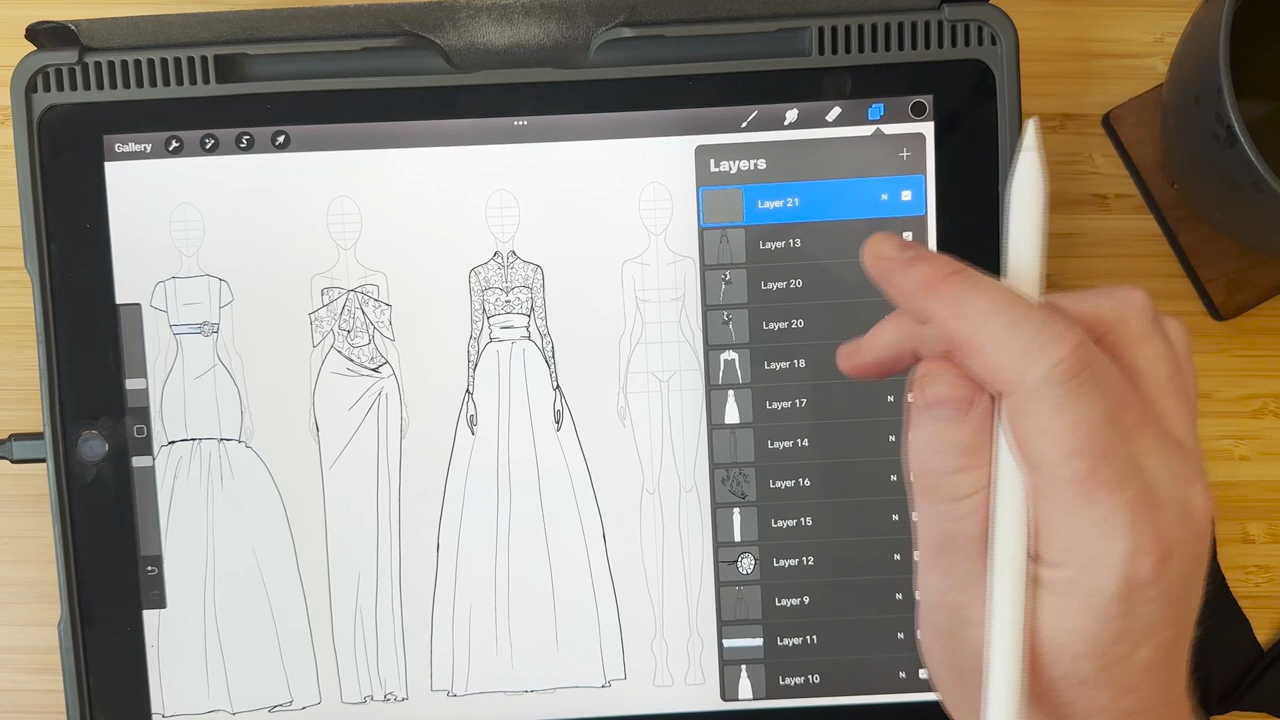 Gallery
Layers
Layer 21 N
Layer 13
Layer 20
Layer 20
Layer 18
Layer 17 N
Layer 14 N
Layer 16 N
Layer 15 N
Layer 12 N
Layer 9 N
Layer 11 N
Layer 10 N